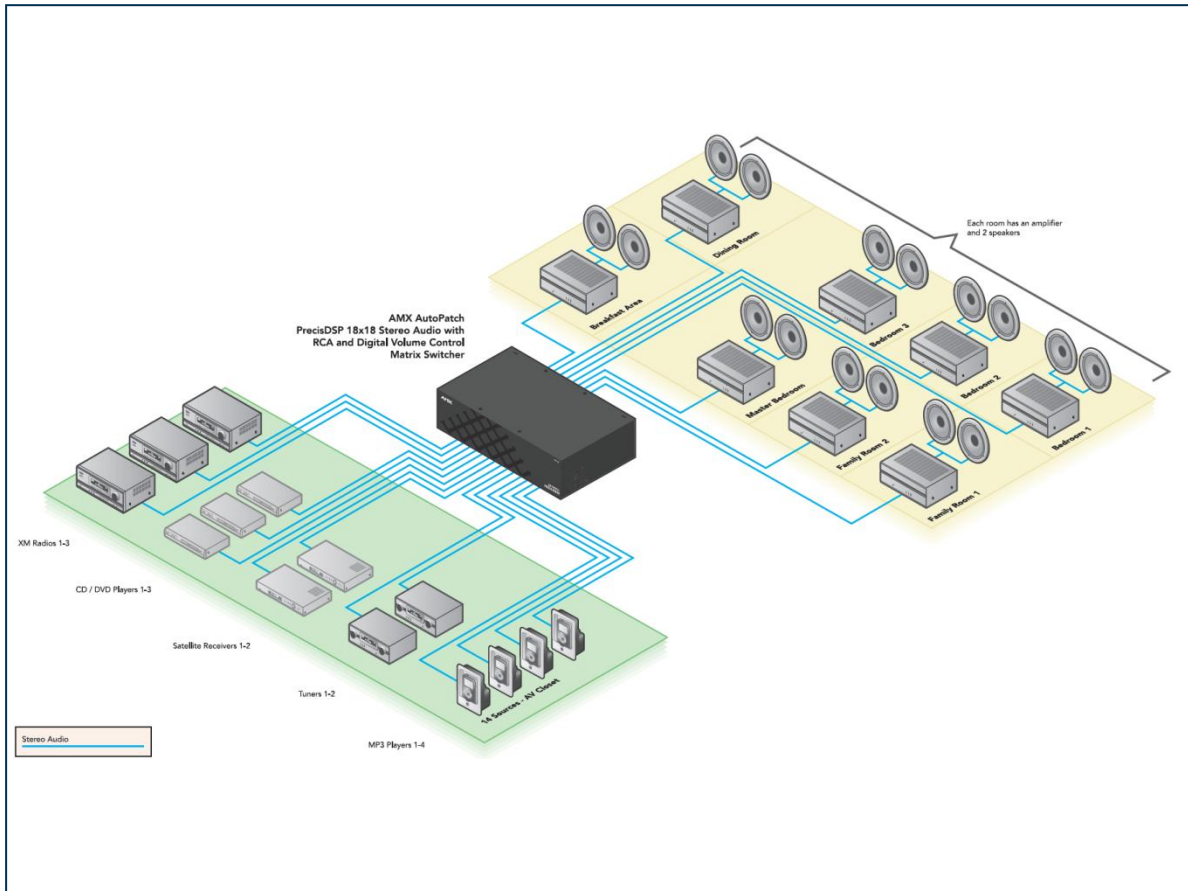 Each room has an amplifier
and 2 speakers
Dining Room
Breakfast Area
Bedroom 3
Bedroom 2
Bedroom 1
Master Bedroom
Family Room 2
Family Room 1
AMX AutoPatch
PrecisDSP 18x18 Stereo Audio with
RCA and Digital Volume Control
Matrix Switcher
AMX
XM Radios 1-3
CD / DVD Players 1-3
Satellite Receivers 1-2
Tuners 1-2
MP3 Players 1-4
14 Sources - AV Closet
Stereo Audio